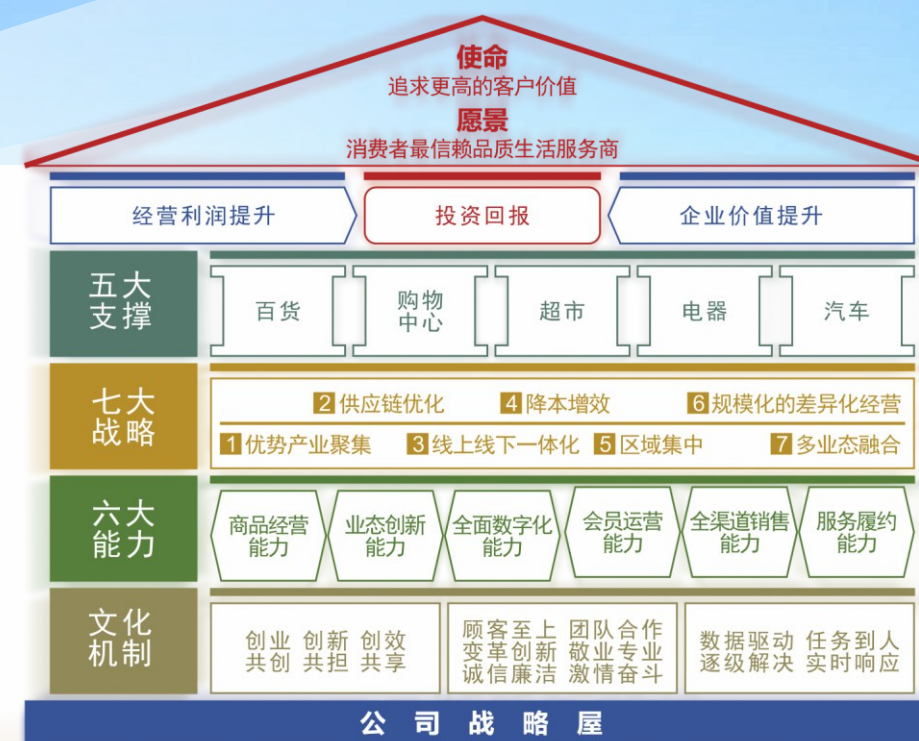 使命
追求更高的客户价值
愿景
消费者最信赖品质生活服务商
经营利润提升
投资回报
企业价值提升
五大
支撑
百货
购物
中心
超市
电器
汽车
七大
战略
2 供应链优化 4 降本增效 6 规模化的差异化经营
1 优势产业聚集 3 线上线下一体化 5 区域集中 7 多业态融合
六大
能力
商品经营
能力
业态创新
能力
全面数字化
能力
会员运营
能力
全渠道销售
能力
服务履约
能力
文化
机制
创业 创新 创效
共创 共担 共享
顾客至上 团队合作
变革创新 敬业专业
诚信廉洁 激情奋斗
数据驱动 任务到人
逐级解决 实时响应
公司战略屋